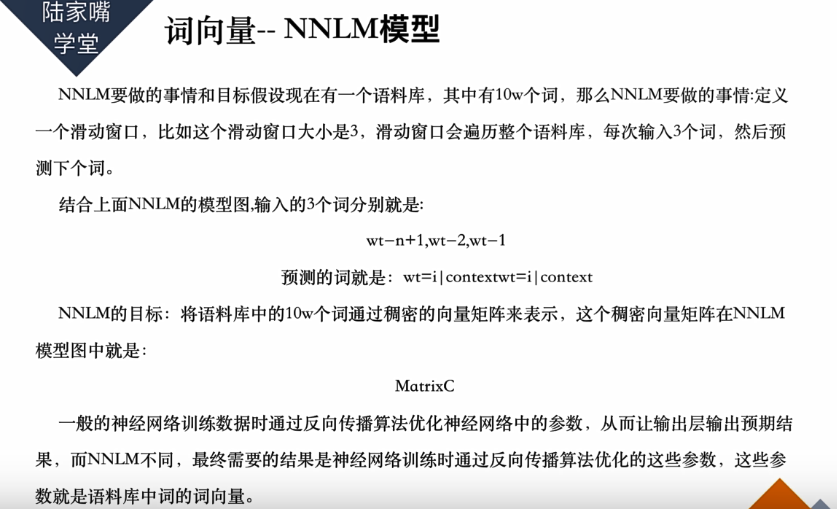 陆家嘴
学堂
词向量-- NNLM模型
NNLM要做的事情和目标假设现在有一个语料库，其中有10w个词，那么NNLM要做的事情:定义
一个滑动窗口，比如这个滑动窗口大小是3，滑动窗口会遍历整个语料库，每次输入3个词，然后预
测下个词。
结合上面NNLM的模型图,输入的3个词分别就是:
wt−n+1,wt−2,wt−1
预测的词就是：wt=i|contextwt=i|context
NNLM的目标：将语料库中的10w个词通过稠密的向量矩阵来表示，这个稠密向量矩阵在NNLM
模型图中就是：
MatrixC
一般的神经网络训练数据时通过反向传播算法优化神经网络中的参数，从而让输出层输出预期结
果，而NNLM不同，最终需要的结果是神经网络训练时通过反向传播算法优化的这些参数，这些参
数就是语料库中词的词向量。